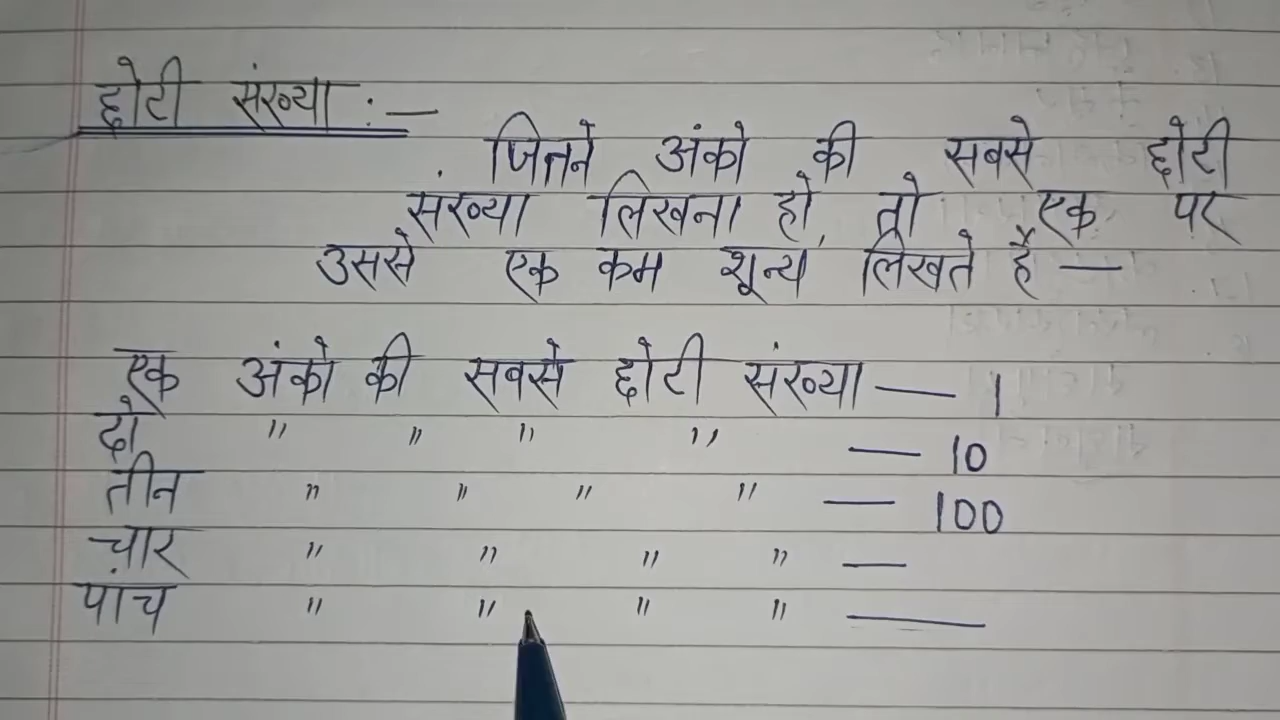 छोटी संख्या :—
जितने अंको की सबसे छोटी
संख्या लिखना हो, तो एक पर
उससे एक कम शून्य लिखते है —
एक अंको की सबसे छोटी संख्या — 1
दो " " " " — 10
तीन " " " " — 100
चार " " " " —
पांच " " " " —